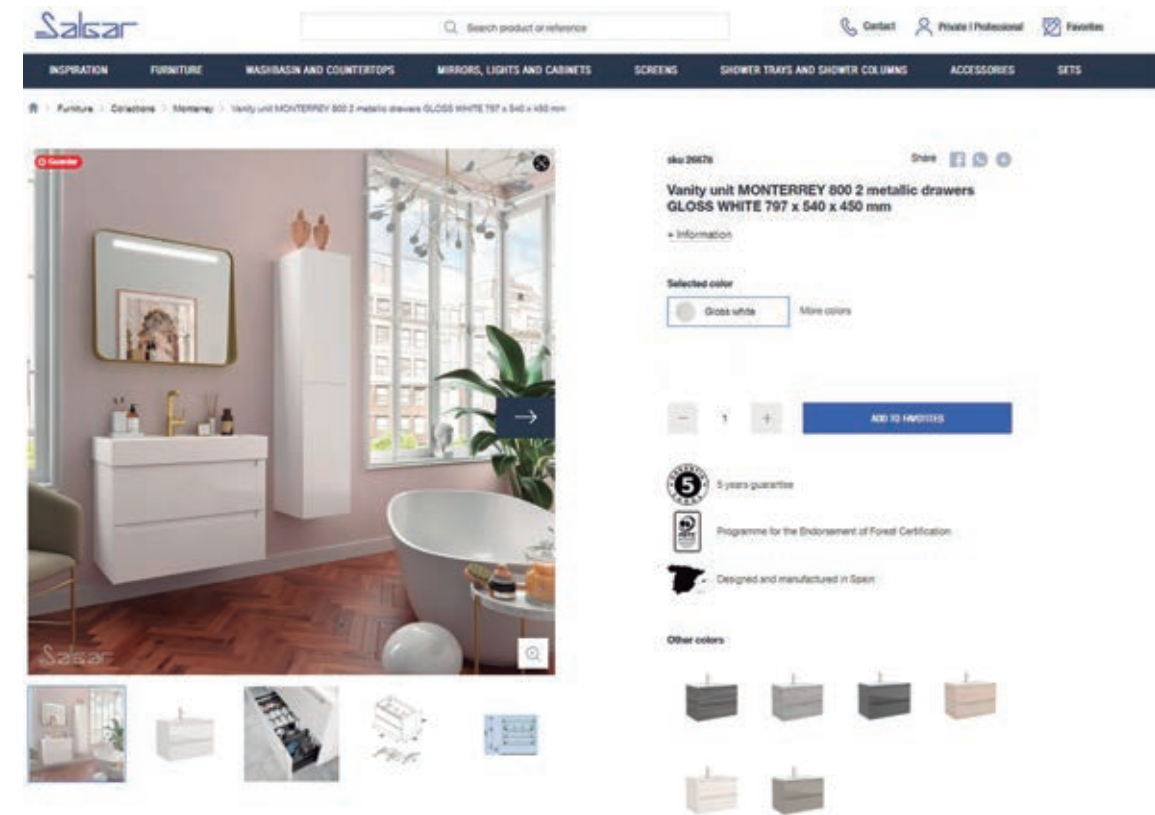 Salgar
Search product or reference
Contact
Private | Professional
Favorites
INSPIRATION
FURNITURE
WASHBASIN AND COUNTERTOPS
MIRRORS, LIGHTS AND CABINETS
SCREENS
SHOWER TRAYS AND SHOWER COLUMNS
ACCESSORIES
SETS
Furniture > Colections > Monterrey > Vanity unit MONTERREY 800 2 metallic drawers GLOSS WHITE 797 x 540 x 450 mm
Guardar
sku 26678
Share
Vanity unit MONTERREY 800 2 metallic drawers
GLOSS WHITE 797 x 540 x 450 mm
+ Information
Selected color
Gloss white
More colors
- 1 +
ADD TO FAVORITES
5
5 years guarantee
Programme for the Endorsement of Forest Certification
Designed and manufactured in Spain
Other colors
Salgar